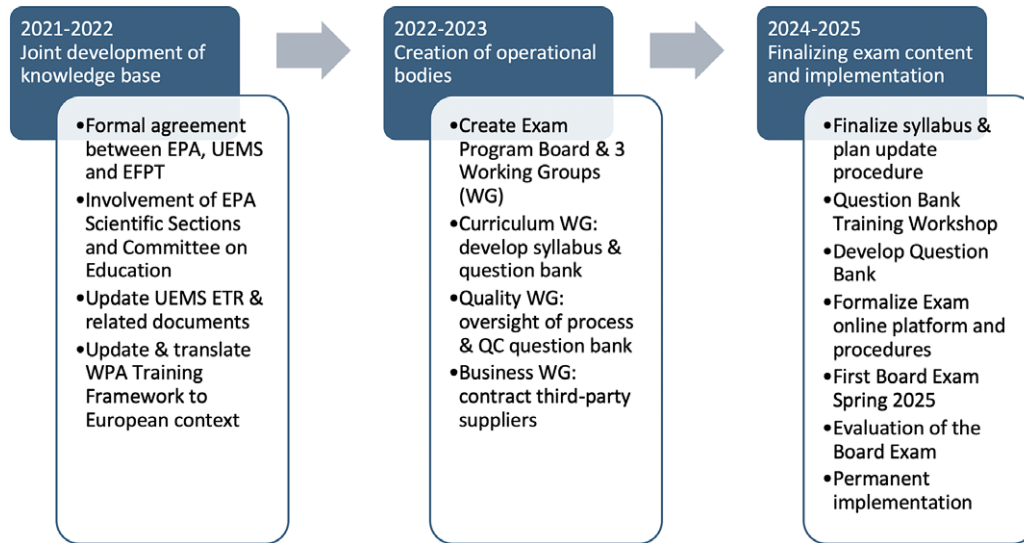 2021-2022
Joint development of
knowledge base
•Formal agreement
between EPA, UEMS
and EFPT
•Involvement of EPA
Scientific Sections
and Committee on
Education
•Update UEMS ETR &
related documents
•Update & translate
WPA Training
Framework to
European context
2022-2023
Creation of operational
bodies
•Create Exam
Program Board & 3
Working Groups
(WG)
•Curriculum WG:
develop syllabus &
question bank
•Quality WG:
oversight of process
& QC question bank
•Business WG:
contract third-party
suppliers
2024-2025
Finalizing exam content
and implementation
•Finalize syllabus &
plan update
procedure
•Question Bank
Training Workshop
•Develop Question
Bank
•Formalize Exam
online platform and
procedures
•First Board Exam
Spring 2025
•Evaluation of the
Board Exam
•Permanent
implementation